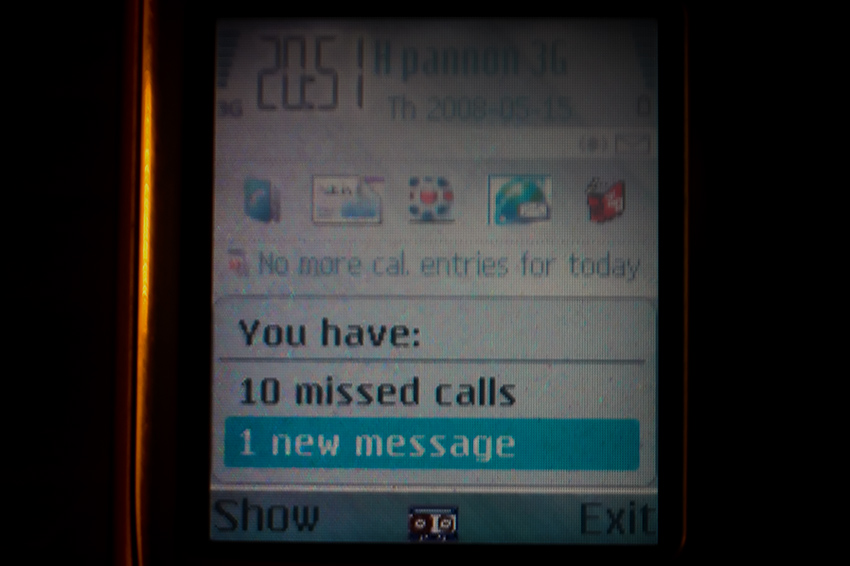 20:51
H pannon 3G
3G
Th 2008-05-15
No more cal. entries for today
You have:
10 missed calls
1 new message
Show
Exit